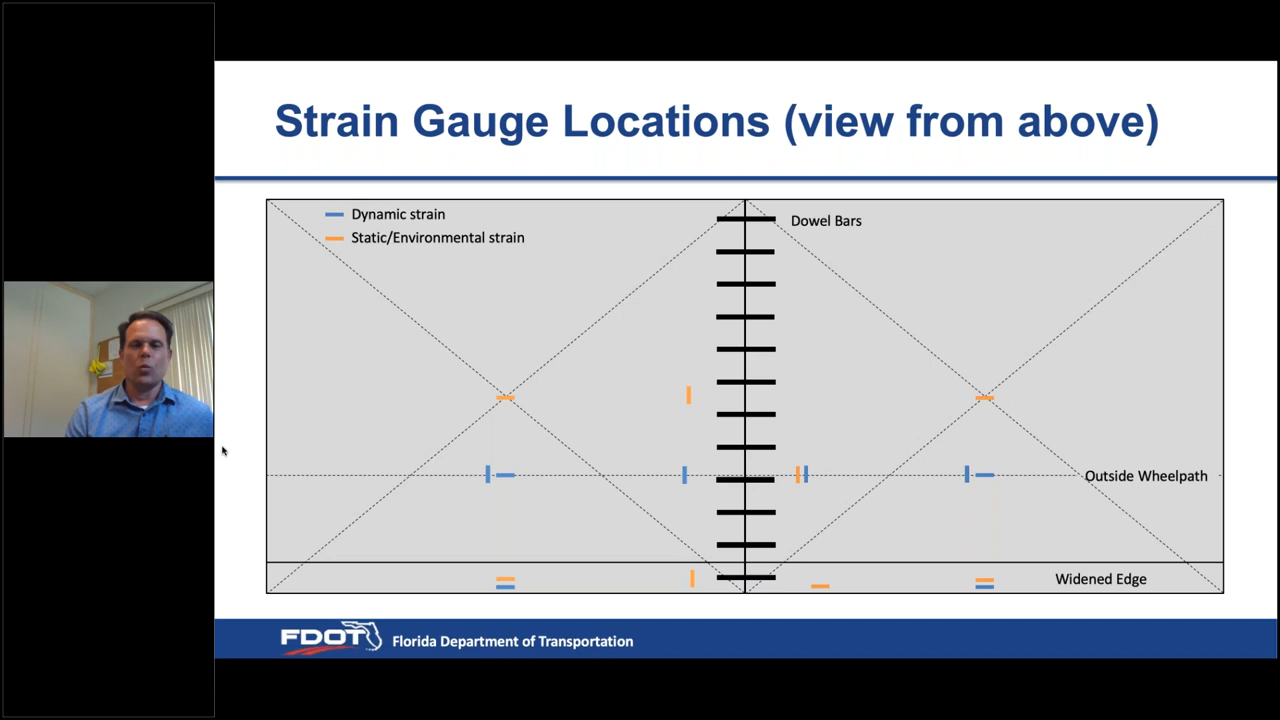 Strain Gauge Locations (view from above)
Dynamic strain
Static/Environmental strain
Dowel Bars
Outside Wheelpath
Widened Edge
FDOT
Florida Department of Transportation